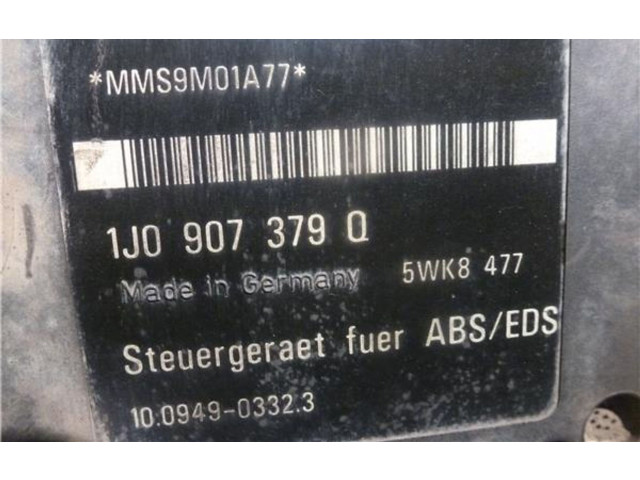 *MMS9M01A77*
1J0 907 379 Q
Made in Germany 5WK8 477
Steuergeraet fuer ABS/EDS
10.0949-0332.3